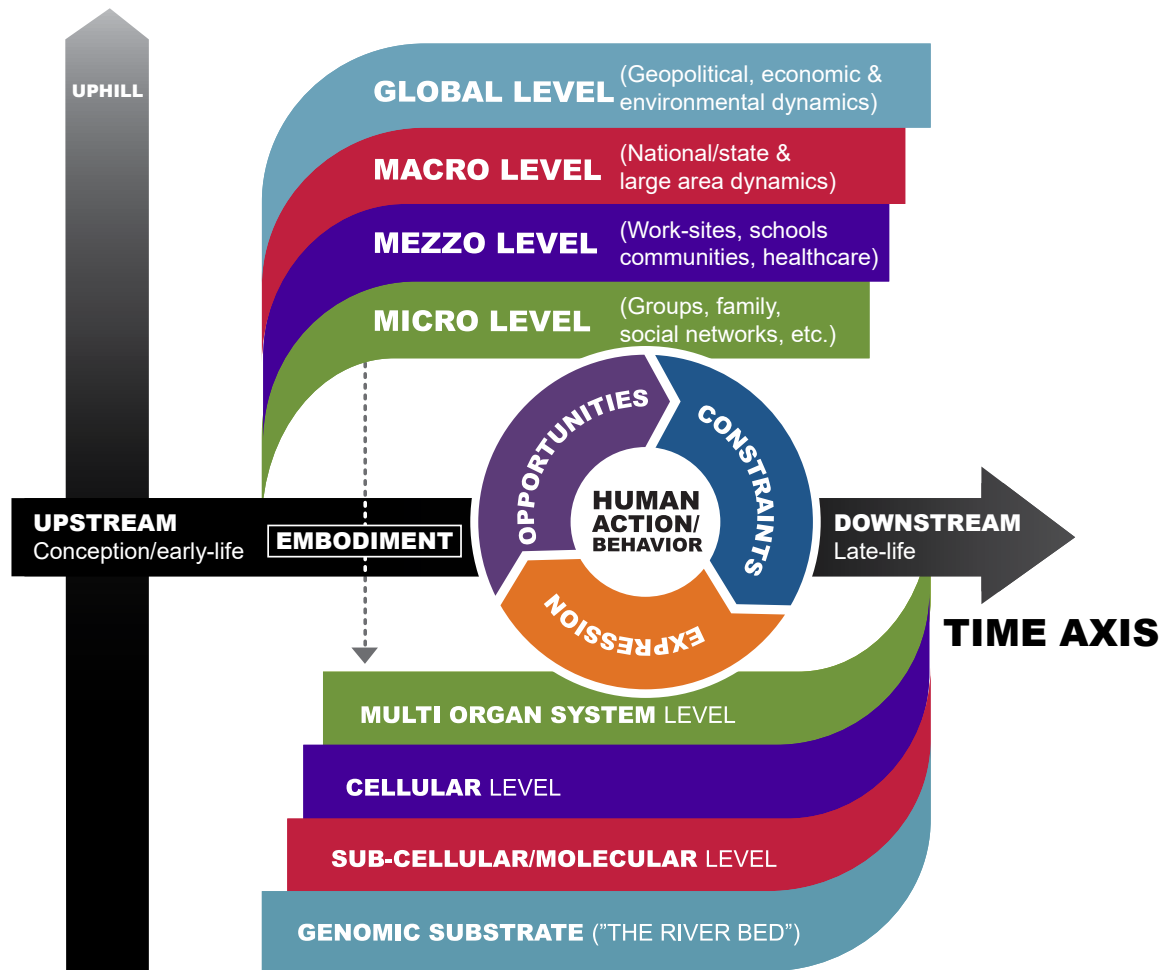 UPHILL
GLOBAL LEVEL
(Geopolitical, economic &
environmental dynamics)
MACRO LEVEL
(National/state &
large area dynamics)
MEZZO LEVEL
(Work-sites, schools
communities, healthcare)
MICRO LEVEL
(Groups, family,
social networks, etc.)
OPPORTUNITIES
CONSTRAINTS
EXPRESSION
HUMAN
ACTION/
BEHAVIOR
UPSTREAM
Conception/early-life
EMBODIMENT
DOWNSTREAM
Late-life
TIME AXIS
MULTI ORGAN SYSTEM LEVEL
CELLULAR LEVEL
SUB-CELLULAR/MOLECULAR LEVEL
GENOMIC SUBSTRATE (”THE RIVER BED”)